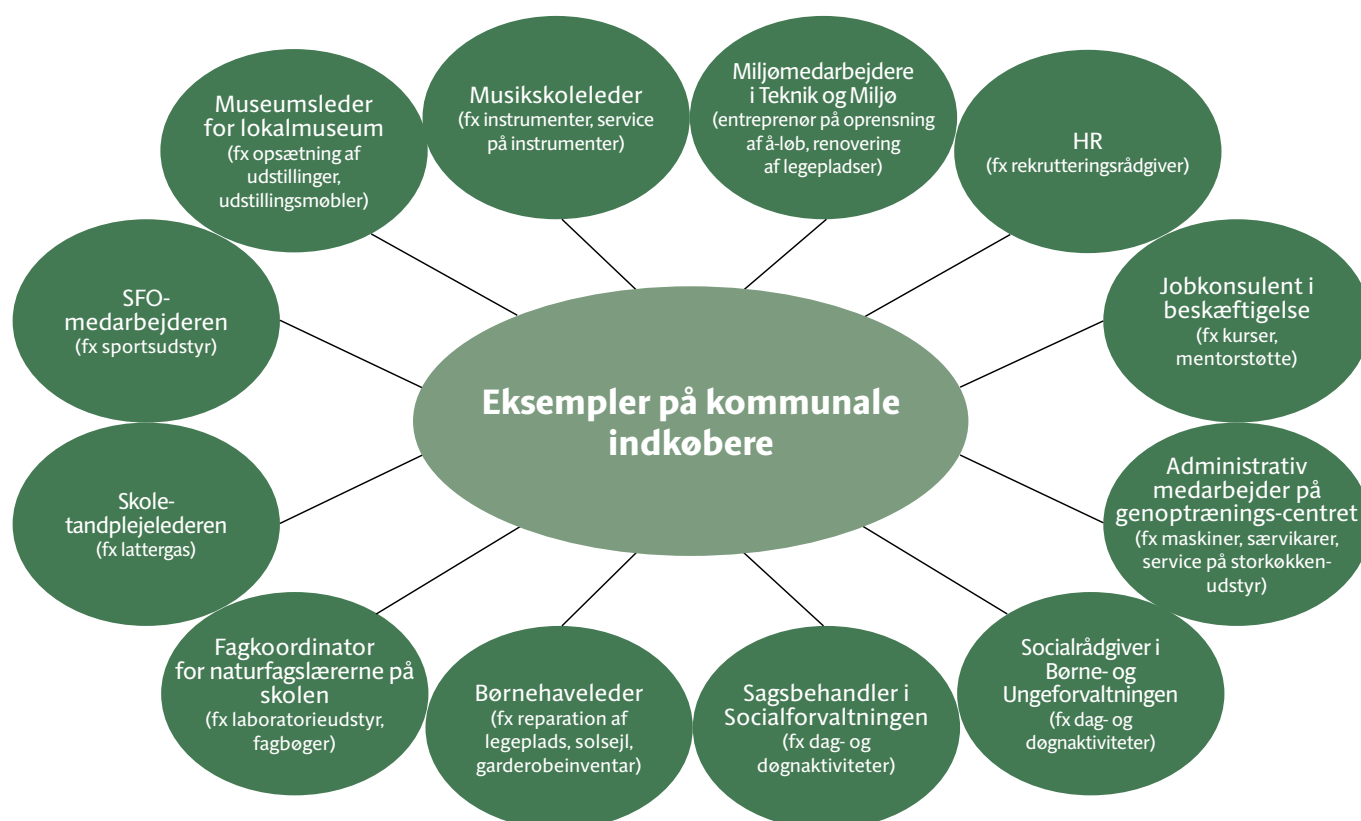 Museumsleder
for lokalmuseum
(fx opsætning af
udstillinger,
udstillingsmøbler)
Musikskoleleder
(fx instrumenter, service
på instrumenter)
Miljømedarbejdere
i Teknik og Miljø
(entreprenør på oprensning
af å-løb, renovering
af legepladser)
HR
(fx rekrutteringsrådgiver)
SFO-
medarbejderen
(fx sportsudstyr)
Jobkonsulent i
beskæftigelse
(fx kurser,
mentorstøtte)
Eksempler på kommunale
indkøbere
Skole-
tandplejelederen
(fx lattergas)
Administrativ
medarbejder på
genoptrænings-centret
(fx maskiner, særvikarer,
service på storkøkken-
udstyr)
Fagkoordinator
for naturfagslærerne på
skolen
(fx laboratorieudstyr,
fagbøger)
Børnehaveleder
(fx reparation af
legeplads, solsejl,
garderobeinventar)
Sagsbehandler i
Socialforvaltningen
(fx dag- og
døgnaktiviteter)
Socialrådgiver i
Børne- og
Ungeforvaltningen
(fx dag- og
døgnaktiviteter)